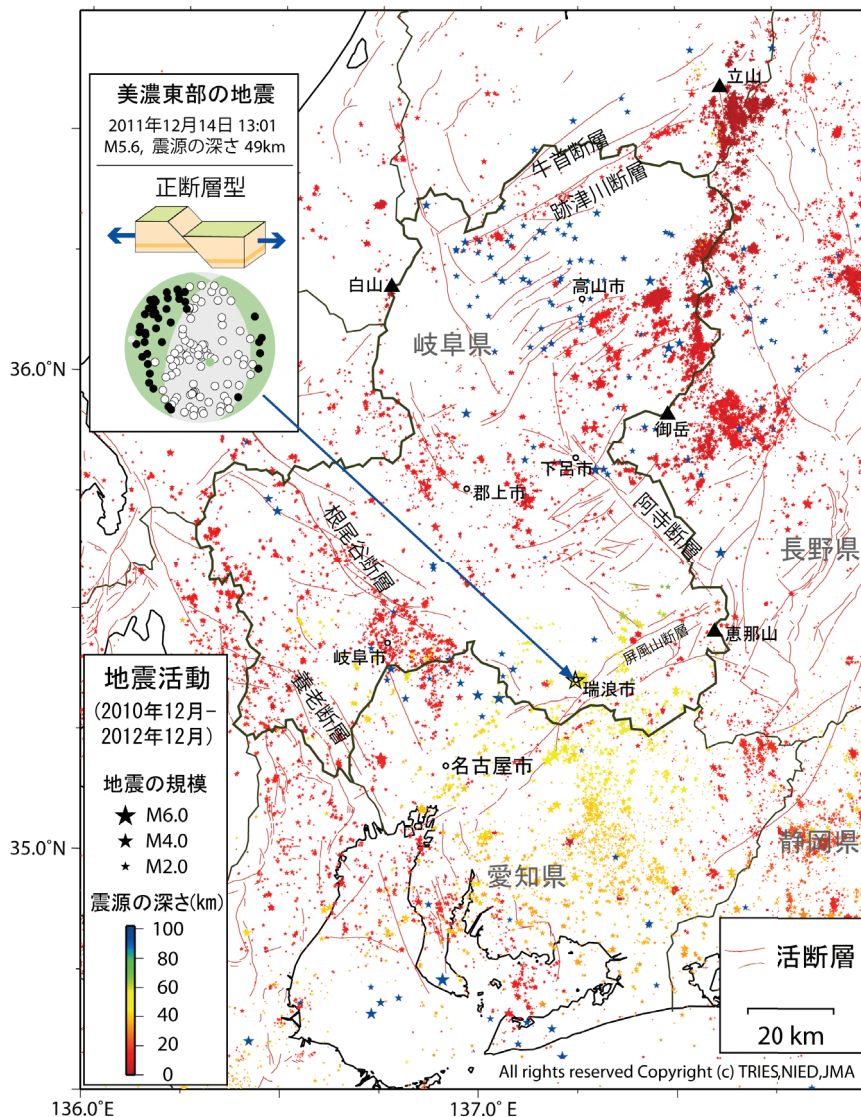 美濃東部の地震
2011年12月14日 13:01
M5.6, 震源の深さ 49km
正断層型
立山
牛首断層
跡津川断層
白山
高山市
岐阜県
36.0°N
御岳
下呂市
郡上市
阿寺断層
根尾谷断層
長野県
恵那山
屏風山断層
岐阜市
瑞浪市
養老断層
名古屋市
地震活動
(2010年12月−
2012年12月)
地震の規模
M6.0
M4.0
M2.0
35.0°N
愛知県
静岡県
震源の深さ(km)
100
80
60
40
20
0
活断層
20 km
All rights reserved Copyright (c) TRIES,NIED,JMA
136.0°E
137.0°E